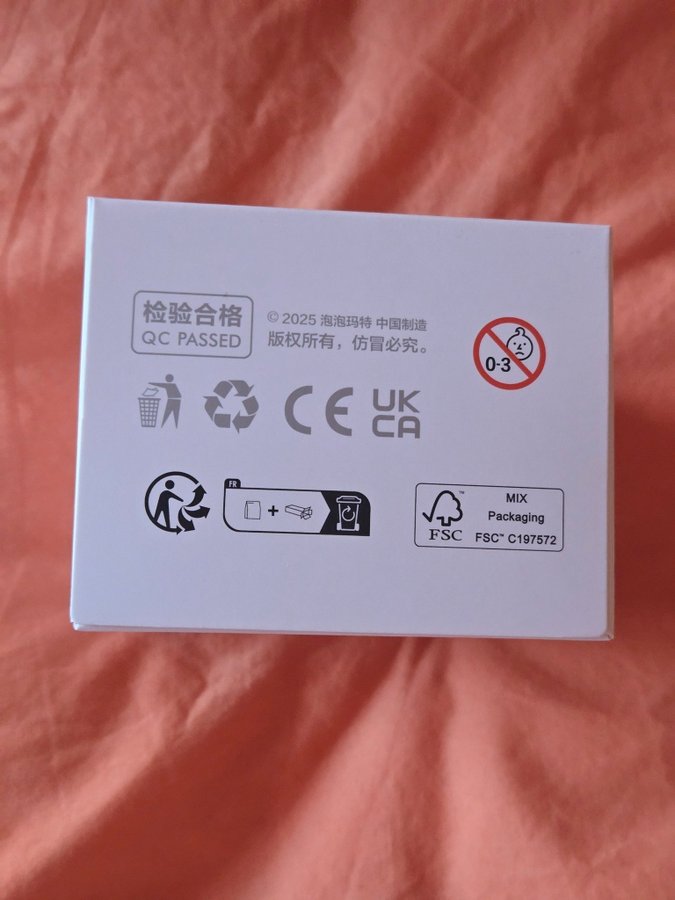 检验合格
QC PASSED
© 2025 泡泡玛特 中国制造
版权所有，仿冒必究。
0-3
CE
UK
CA
FR
+
FSC™
MIX
Packaging
FSC™ C197572